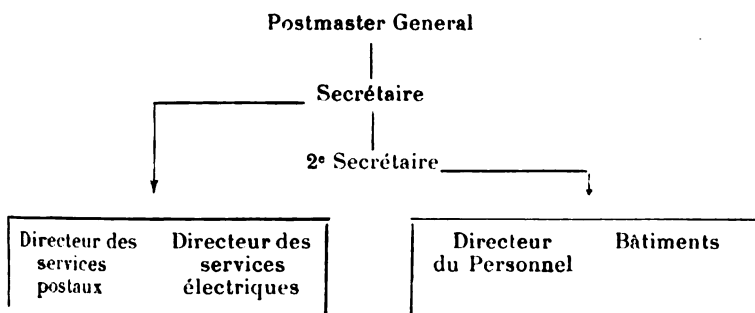 Postmaster General
Secrétaire
2e Secrétaire
Directeur des
services
postaux
Directeur des
services
électriques
Directeur
du Personnel
Bâtiments